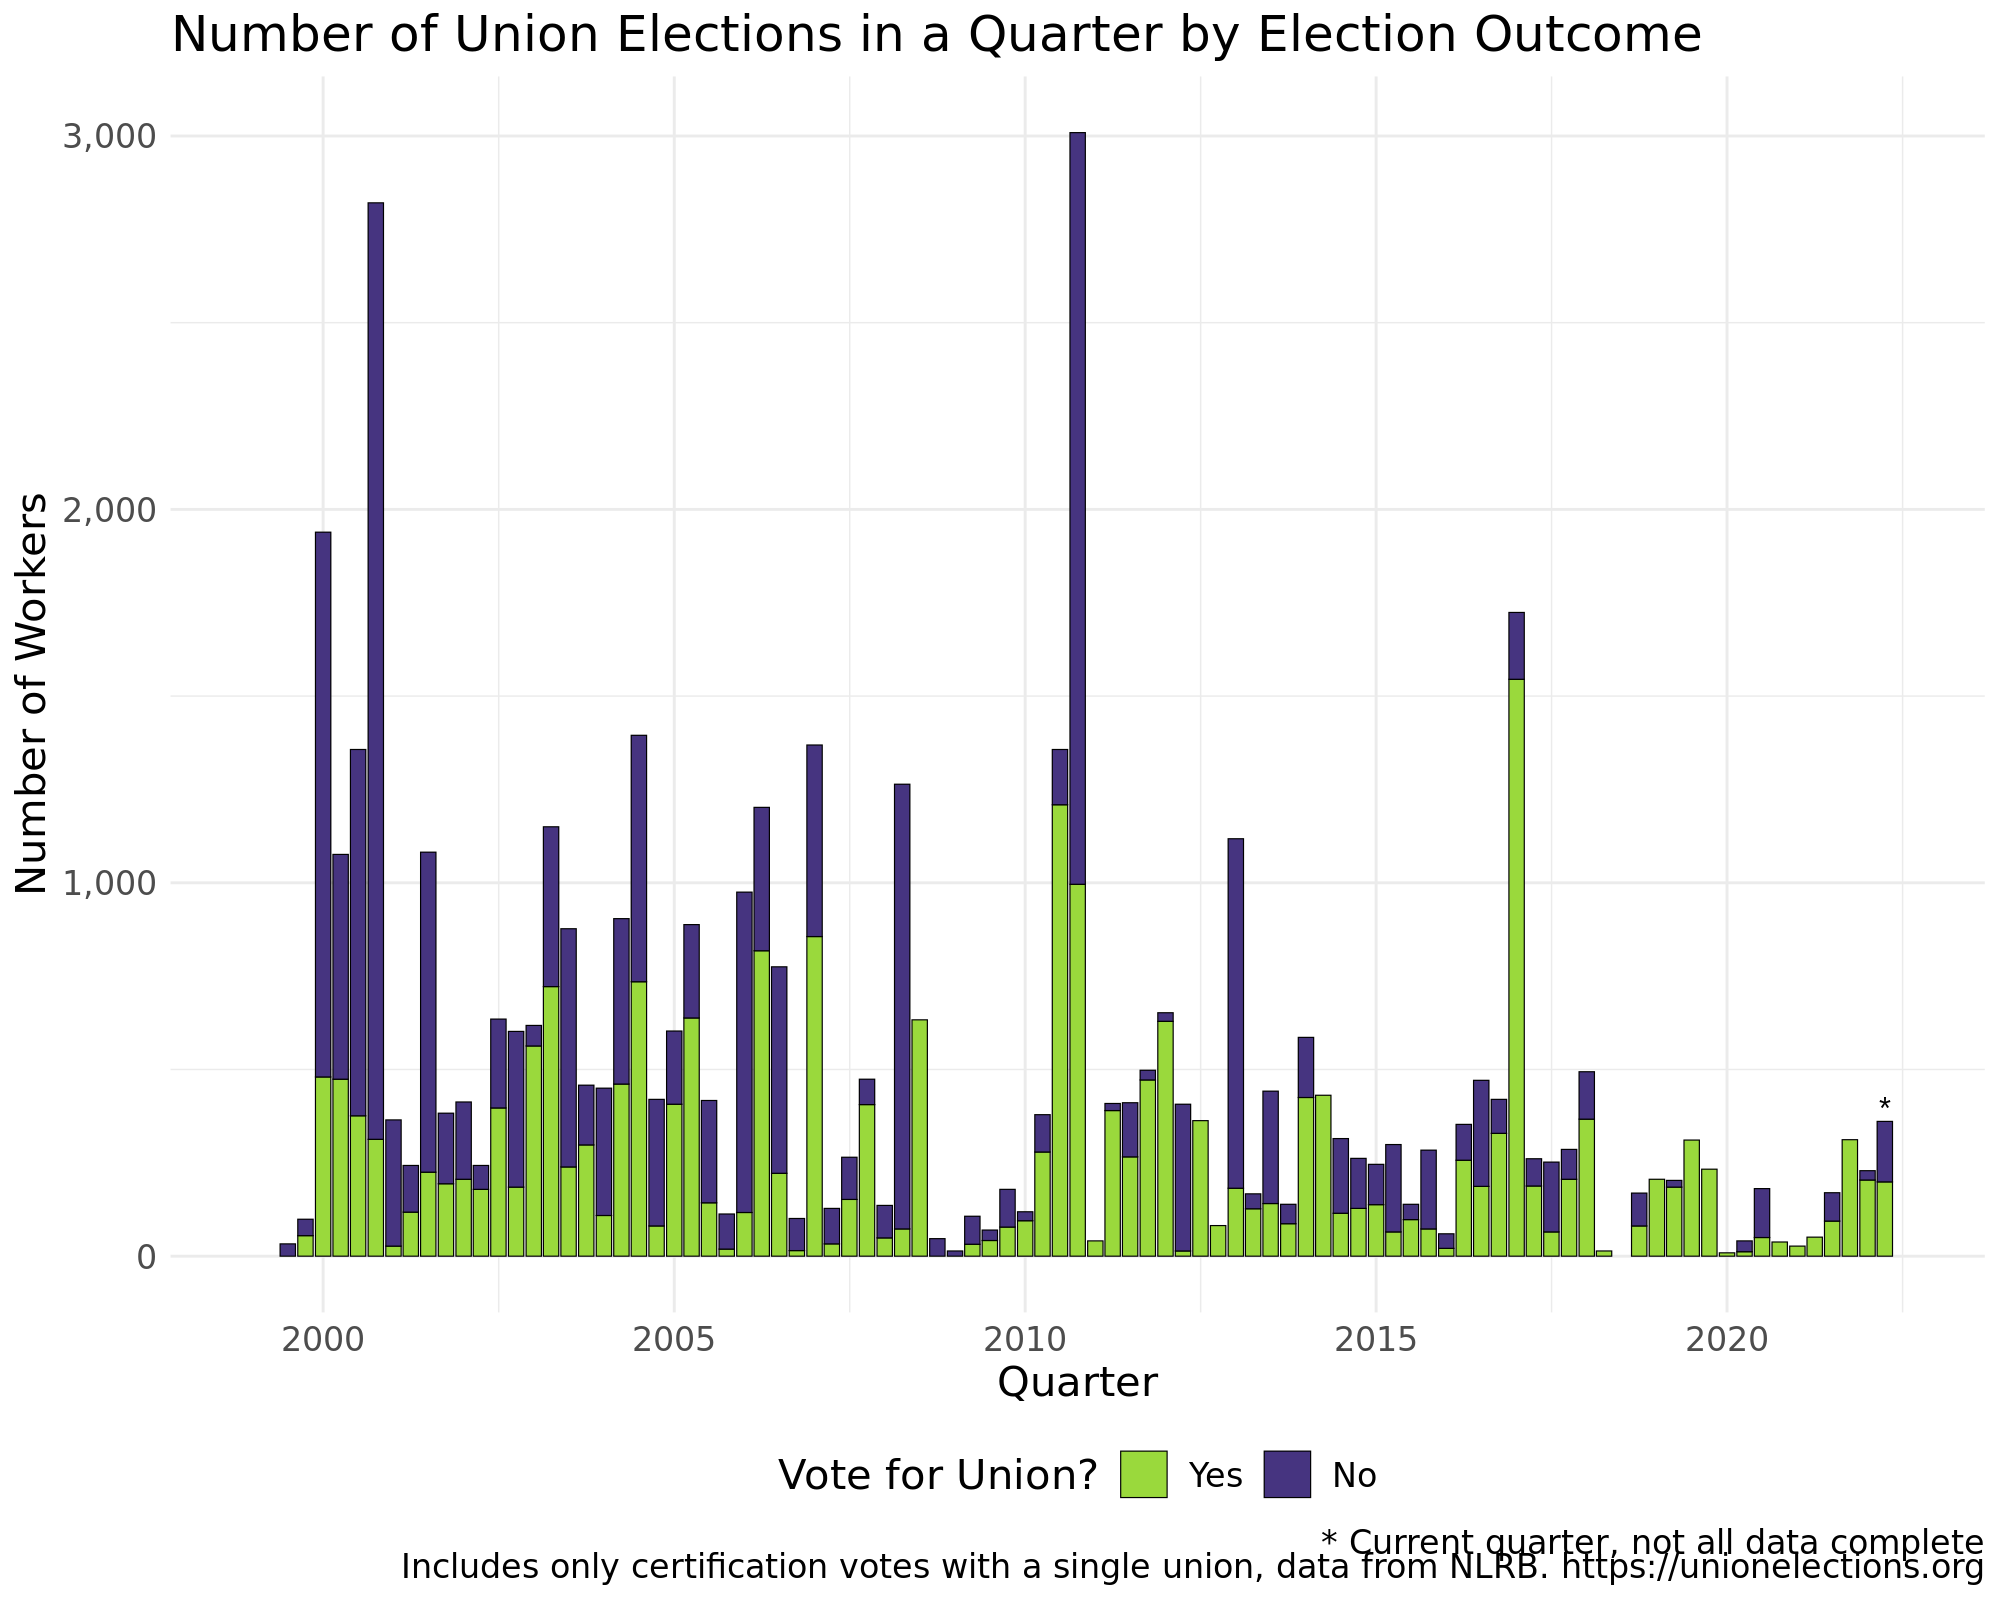 Number of Union Elections in a Quarter by Election Outcome
3,000
2,000
1,000
0
Number of Workers
*
2000 2005 2010 2015 2020
Quarter
Vote for Union? Yes No
* Current quarter, not all data complete
Includes only certification votes with a single union, data from NLRB. https://unionelections.org